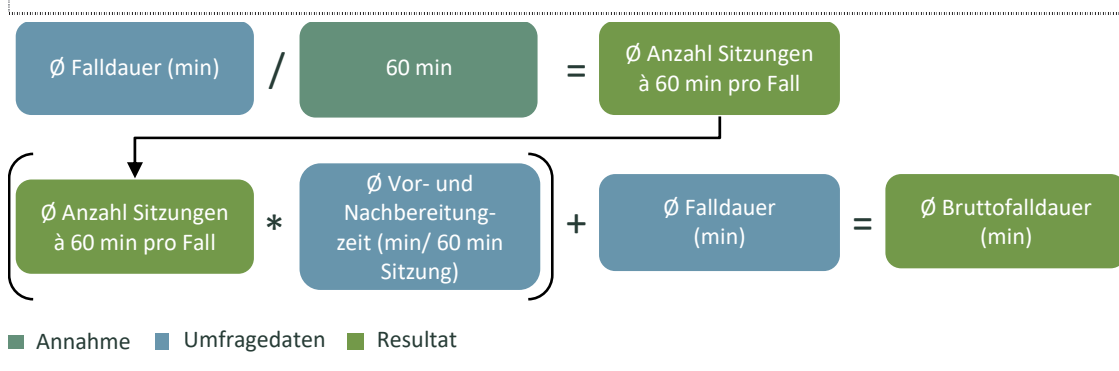 Ø Falldauer (min)
/
60 min
=
Ø Anzahl Sitzungen
à 60 min pro Fall
(
Ø Anzahl Sitzungen
à 60 min pro Fall
*
Ø Vor- und
Nachbereitung-
zeit (min/ 60 min
Sitzung)
)
+
Ø Falldauer
(min)
=
Ø Bruttofalldauer
(min)
Annahme
Umfragedaten
Resultat